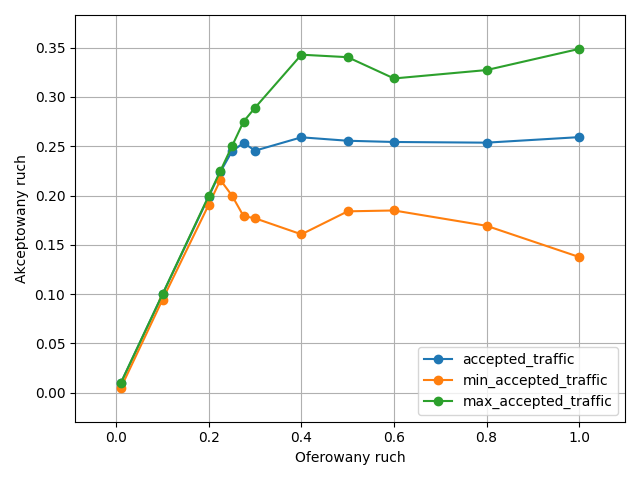 0.35
0.30
0.25
0.20
0.15
0.10
0.05
0.00
Akceptowany ruch
0.0 0.2 0.4 0.6 0.8 1.0
Oferowany ruch
accepted_traffic
min_accepted_traffic
max_accepted_traffic